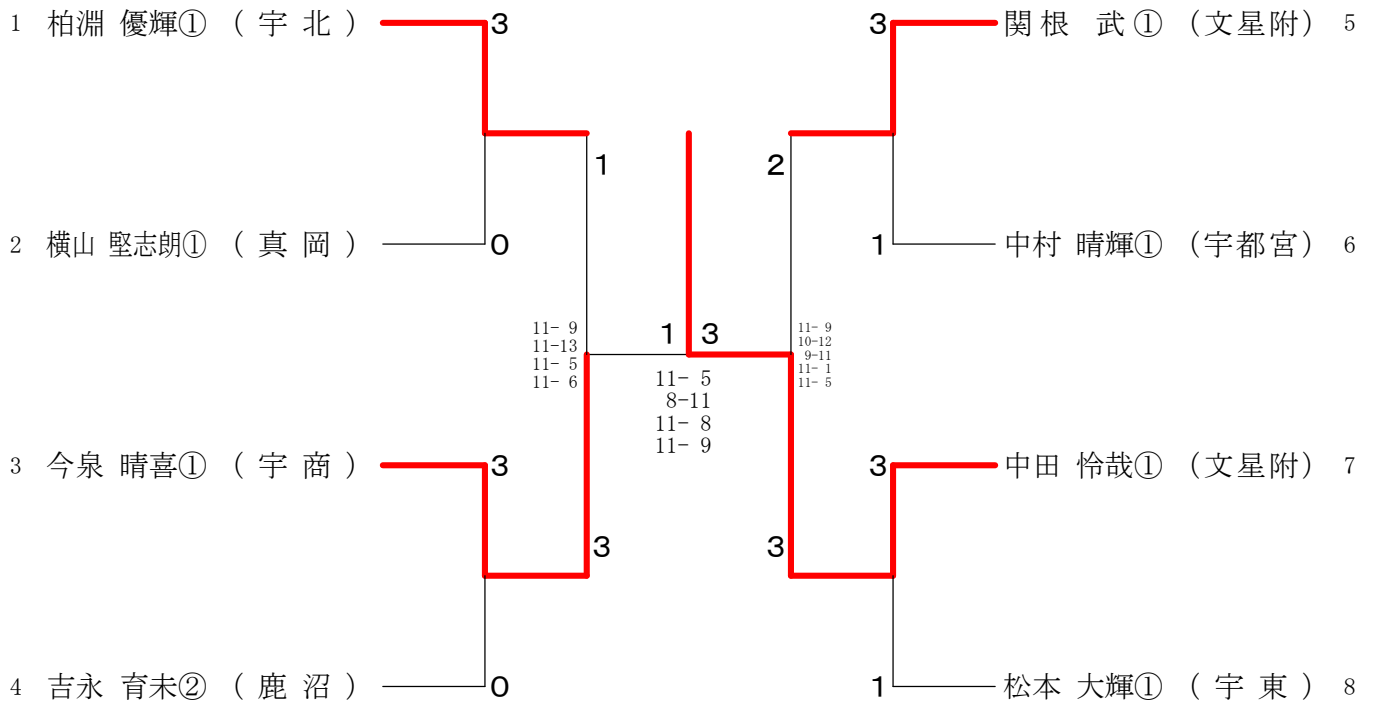 1 柏淵 優輝① (宇 北) 3
3 関根 武① (文星附) 5
1
2
2 横山 堅志朗① (真 岡) 0
1 中村 晴輝① (宇都宮) 6
11- 9
11-13
11- 5
11- 6
1 3
11- 5
8-11
11- 8
11- 9
11- 9
10-12
9-11
11- 1
11- 5
3 今泉 晴喜① (宇 商) 3
3 中田 怜哉① (文星附) 7
3
3
4 吉永 育未② (鹿 沼) 0
1 松本 大輝① (宇 東) 8